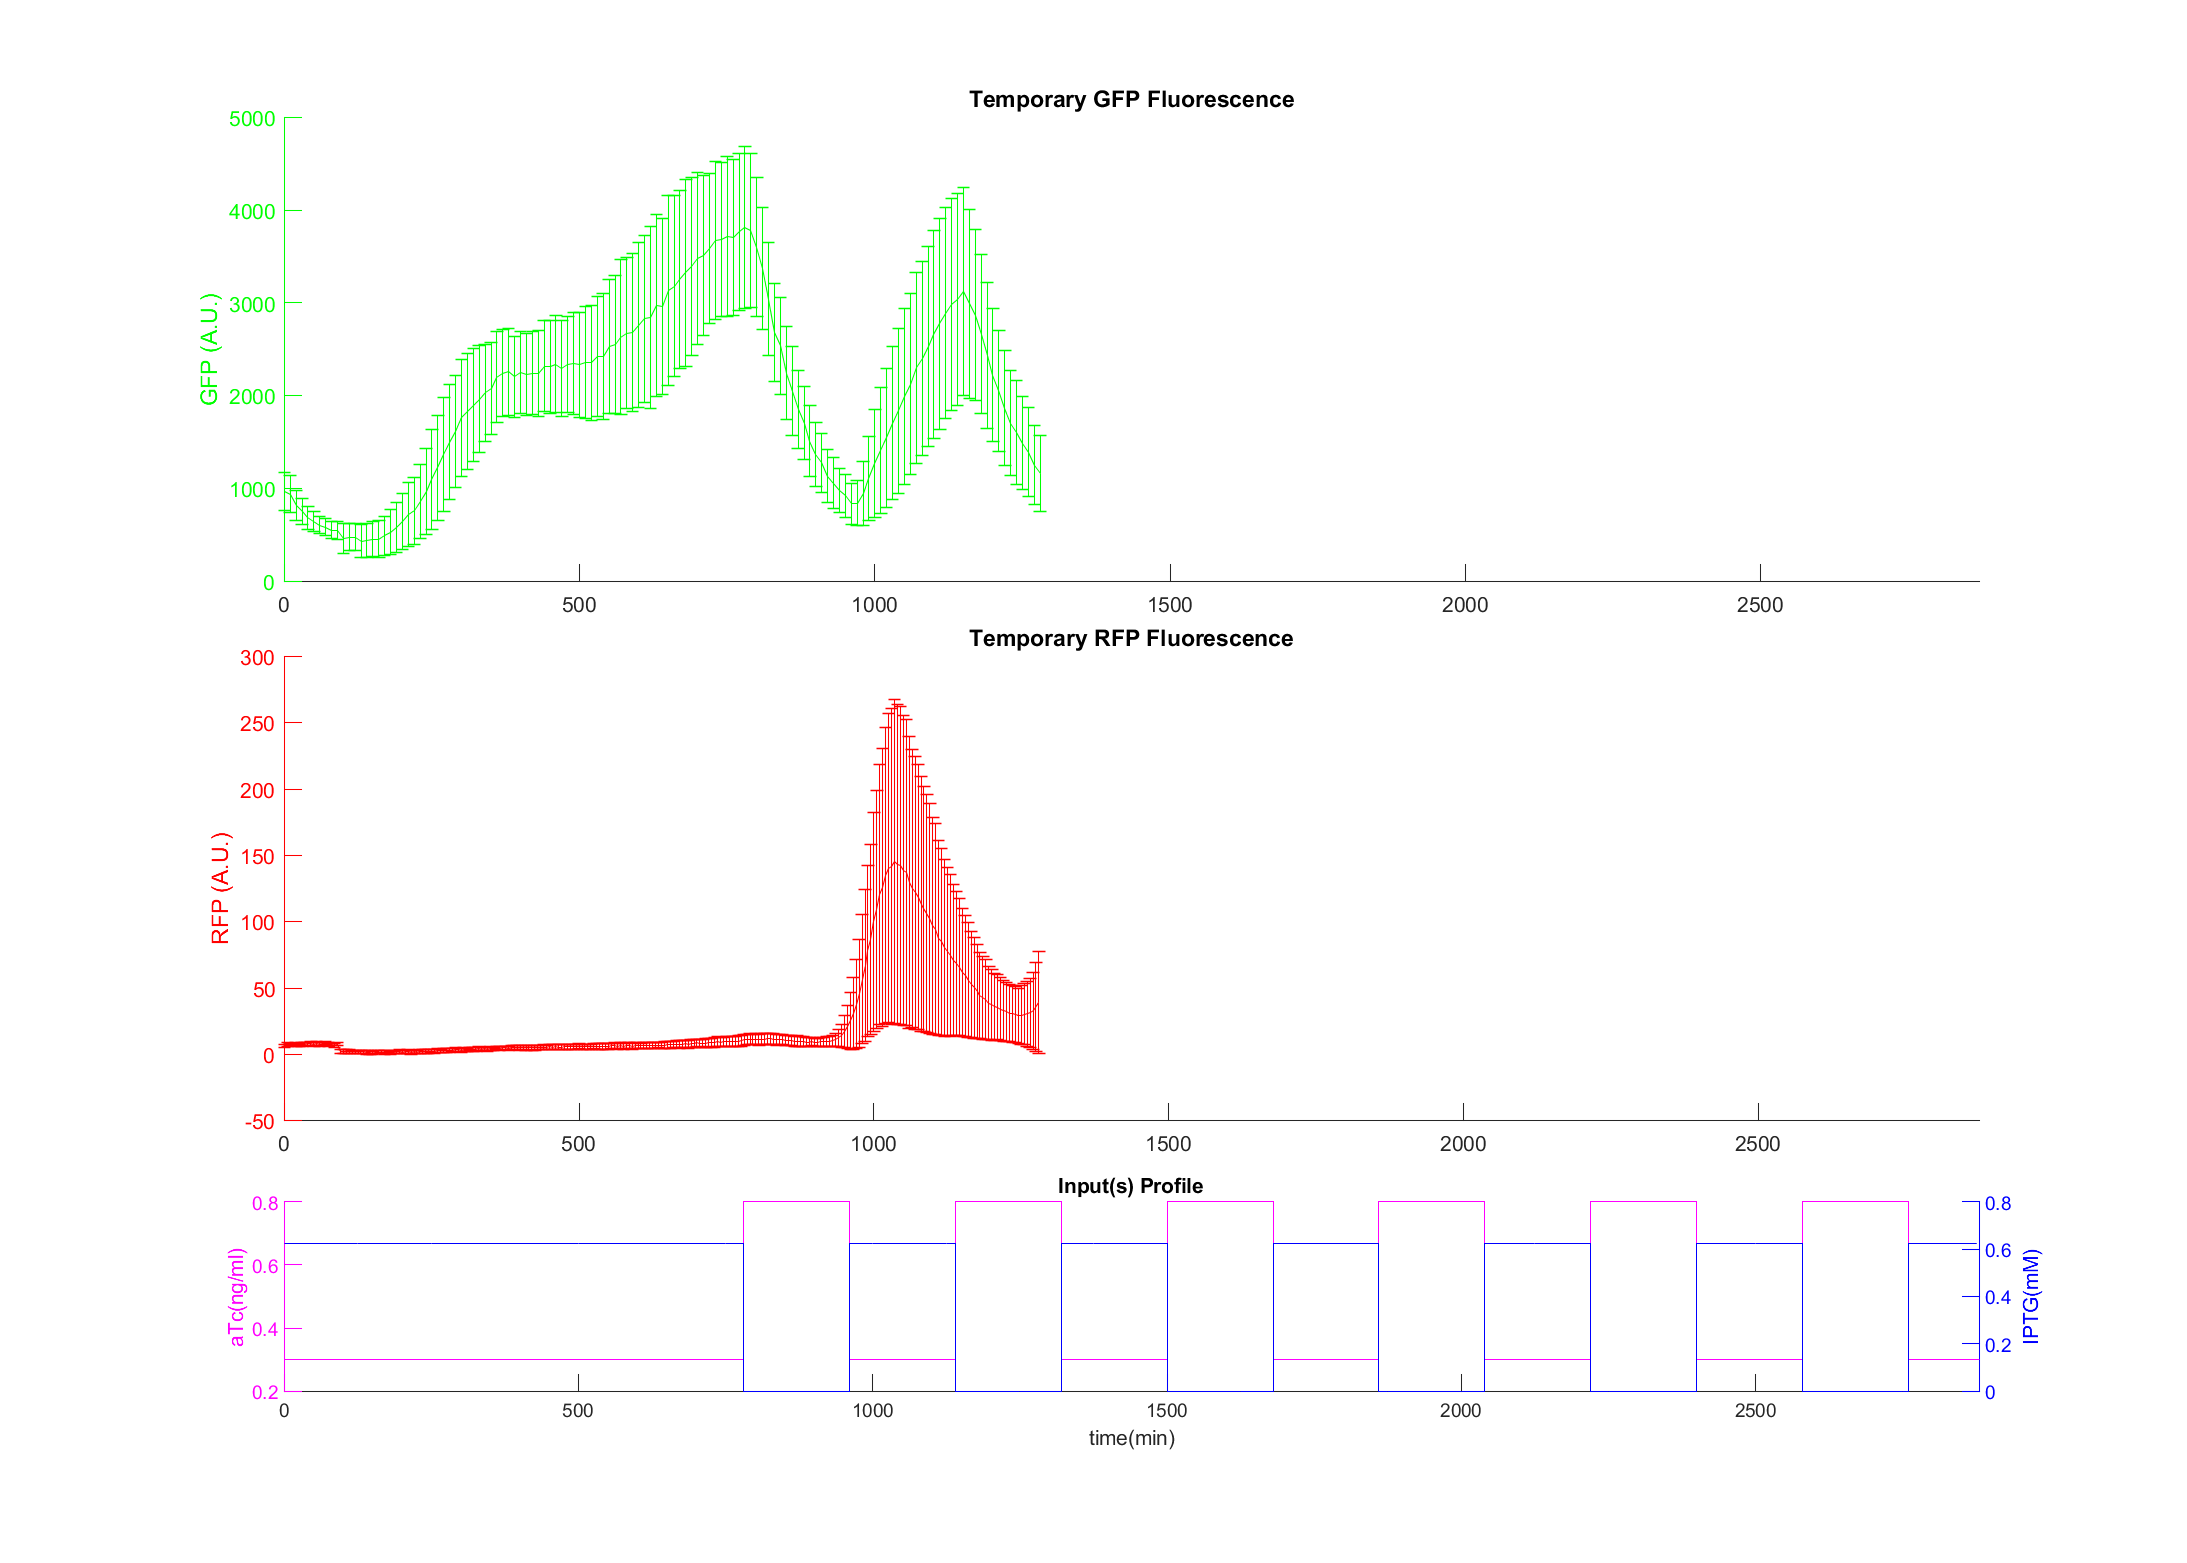 Temporary GFP Fluorescence
5000
4000
3000
2000
1000
0
GFP (A.U.)
0 500 1000 1500 2000 2500
Temporary RFP Fluorescence
300
250
200
150
100
50
0
-50
RFP (A.U.)
0 500 1000 1500 2000 2500
Input(s) Profile
0.8
0.6
0.4
0.2
aTc(ng/ml)
0.8
0.6
0.4
0.2
0
IPTG(mM)
0 500 1000 1500 2000 2500
time(min)